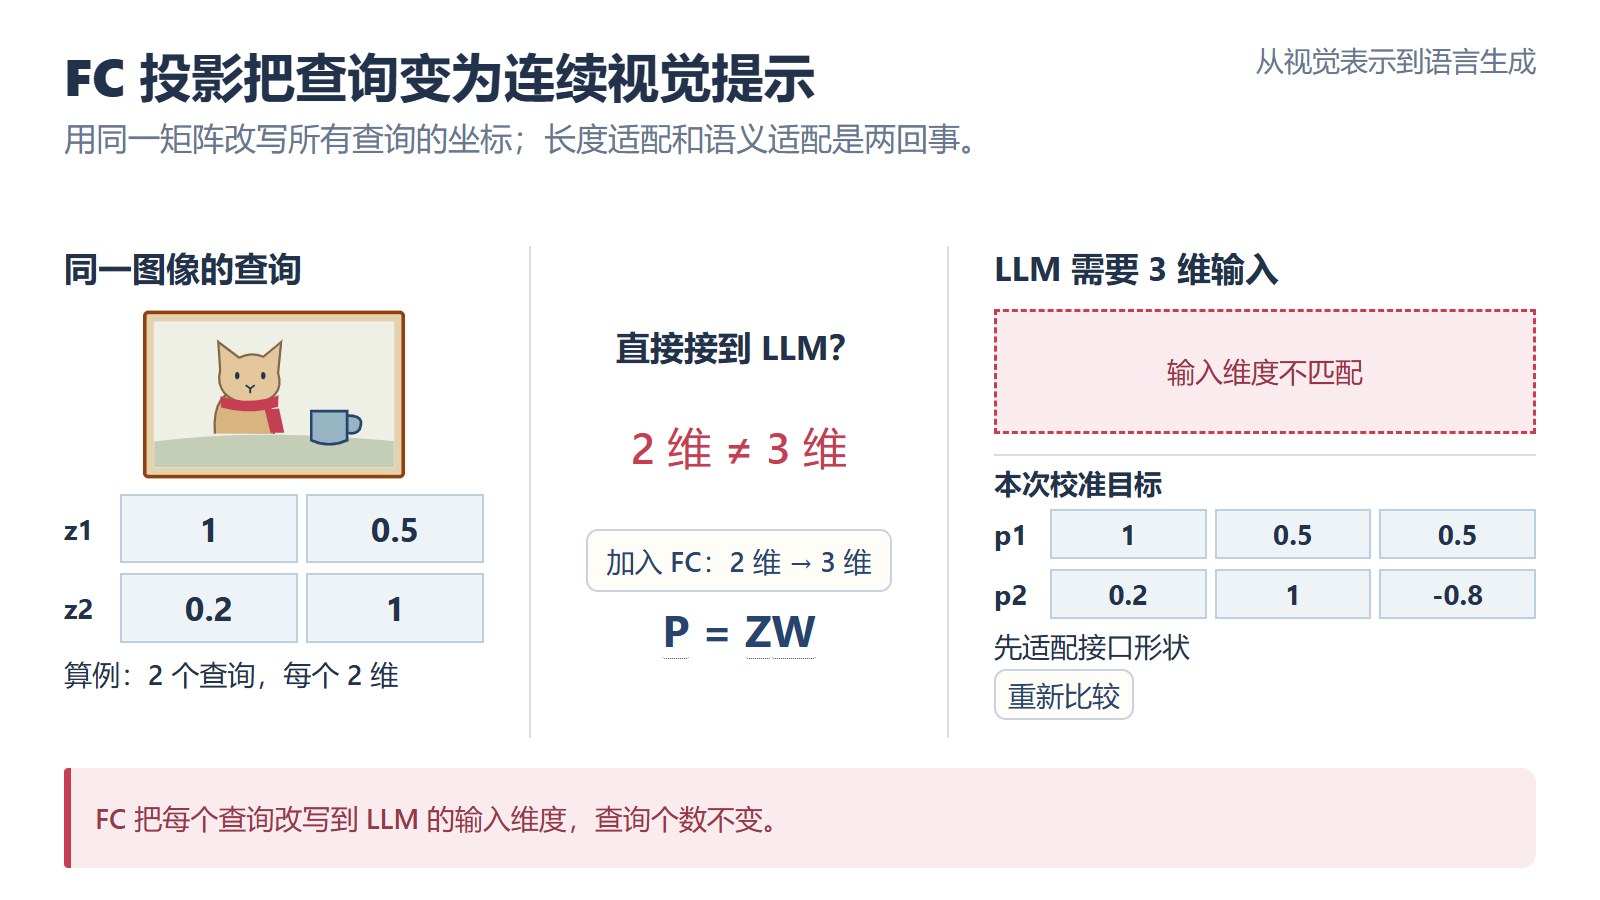 FC 投影把查询变为连续视觉提示
从视觉表示到语言生成
用同一矩阵改写所有查询的坐标；长度适配和语义适配是两回事。
同一图像的查询
z1 1 0.5
z2 0.2 1
算例：2 个查询，每个 2 维
直接接到 LLM？
2 维 ≠ 3 维
加入 FC：2 维 → 3 维
P = ZW
LLM 需要 3 维输入
输入维度不匹配
本次校准目标
p1 1 0.5 0.5
p2 0.2 1 -0.8
先适配接口形状
重新比较
FC 把每个查询改写到 LLM 的输入维度，查询个数不变。